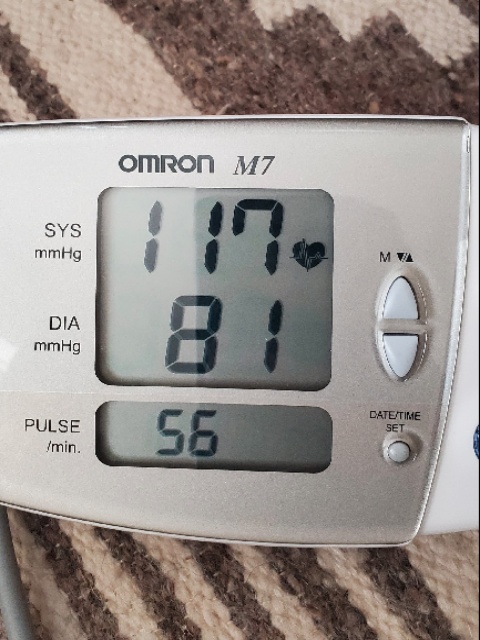 OMRON M7
SYS
mmHg
117
DIA
mmHg
81
PULSE
/min.
56
M
DATE/TIME
SET